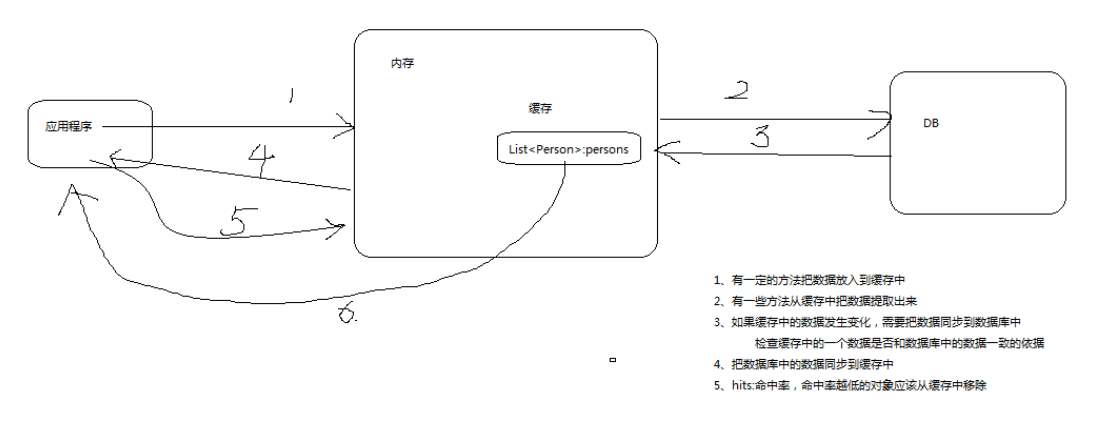 内存
1
2
缓存
应用程序
DB
3
List<Person>:persons
4
5
6.
1、有一定的方法把数据放入到缓存中
2、有一些方法从缓存中把数据提取出来
3、如果缓存中的数据发生变化，需要把数据同步到数据库中
检查缓存中的一个数据是否和数据库中的数据一致的依据
4、把数据库中的数据同步到缓存中
5、hits:命中率，命中率越低的对象应该从缓存中移除